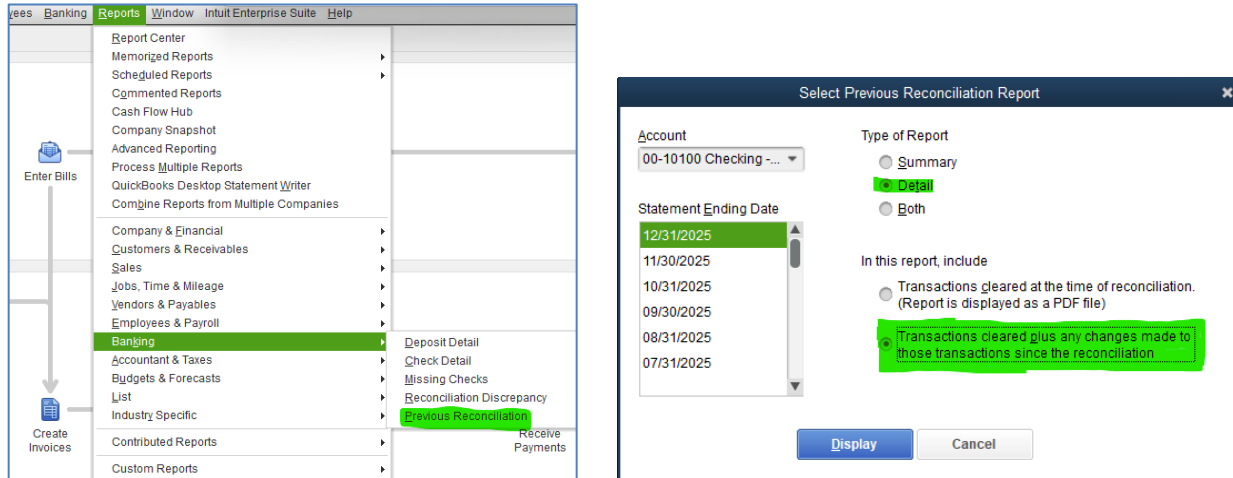 yees Banking Reports Window Intuit Enterprise Suite Help
Report Center
Memorized Reports
Scheduled Reports
Commented Reports
Cash Flow Hub
Company Snapshot
Advanced Reporting
Process Multiple Reports
QuickBooks Desktop Statement Writer
Combine Reports from Multiple Companies
Company & Financial
Customers & Receivables
Sales
Jobs, Time & Mileage
Vendors & Payables
Employees & Payroll
Banking
Accountant & Taxes
Budgets & Forecasts
List
Industry Specific
Contributed Reports
Custom Reports
Deposit Detail
Check Detail
Missing Checks
Reconciliation Discrepancy
Previous Reconciliation
Enter Bills
Create
Invoices
Receive
Payments
Select Previous Reconciliation Report
Account
00-10100 Checking -...
Statement Ending Date
12/31/2025
11/30/2025
10/31/2025
09/30/2025
08/31/2025
07/31/2025
Type of Report
Summary
Detail
Both
In this report, include
Transactions cleared at the time of reconciliation.
(Report is displayed as a PDF file)
Transactions cleared plus any changes made to
those transactions since the reconciliation
Display
Cancel